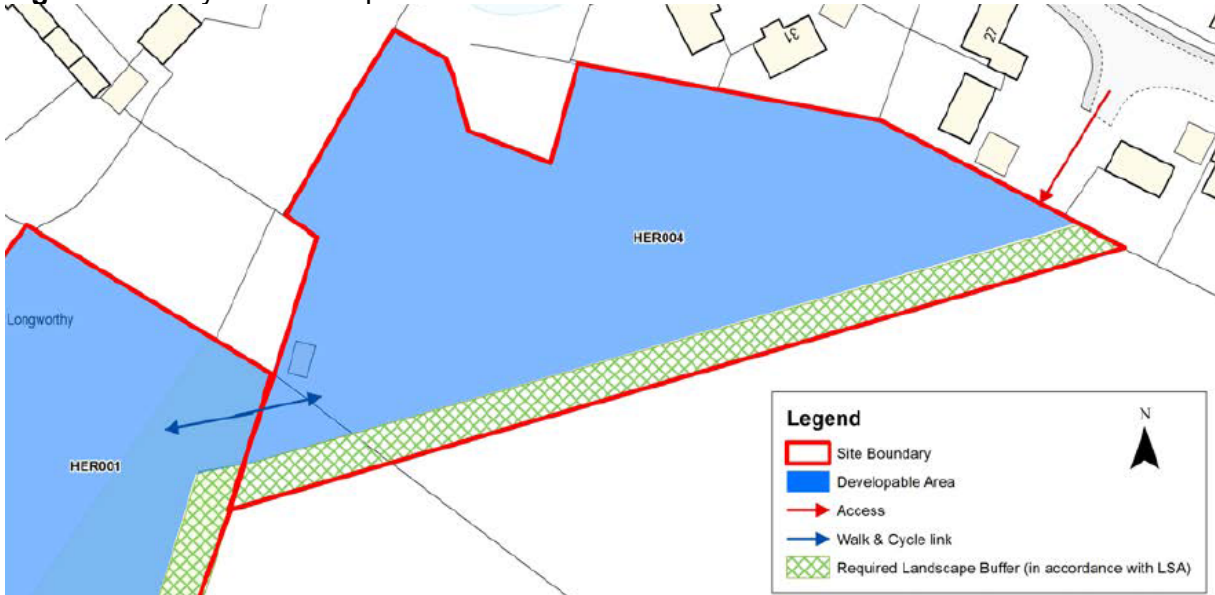 31
27
HER004
Longworthy
HER001
Legend
N
Site Boundary
Developable Area
Access
Walk & Cycle link
Required Landscape Buffer (in accordance with LSA)